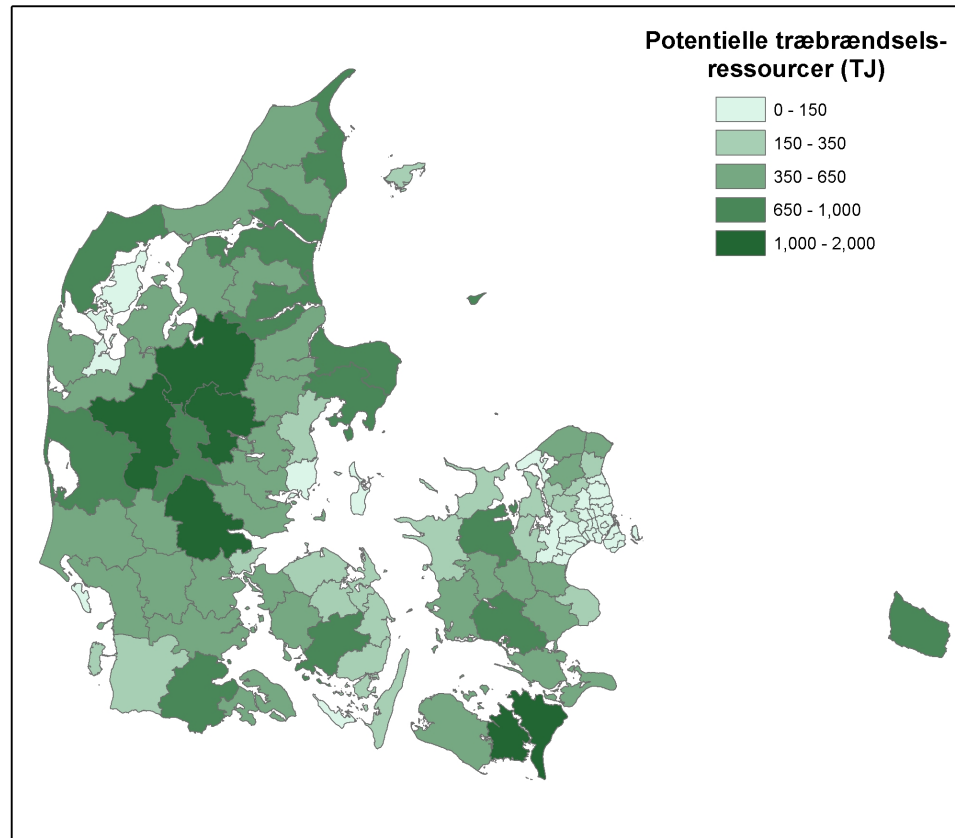 Potentielle træbrændsels-
ressourcer (TJ)
0 - 150
150 - 350
350 - 650
650 - 1,000
1,000 - 2,000